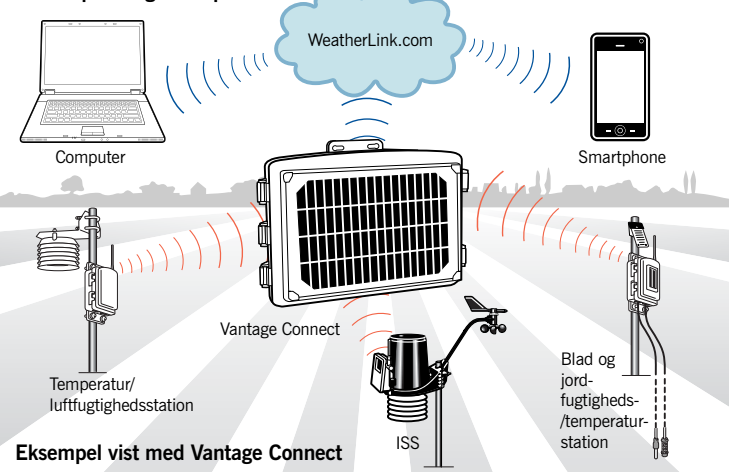 WeatherLink.com
Computer
Smartphone
Vantage Connect
Temperatur/
luftfugtighedsstation
ISS
Blad og
jord-
fugtigheds-
/temperatur-
station
Eksempel vist med Vantage Connect